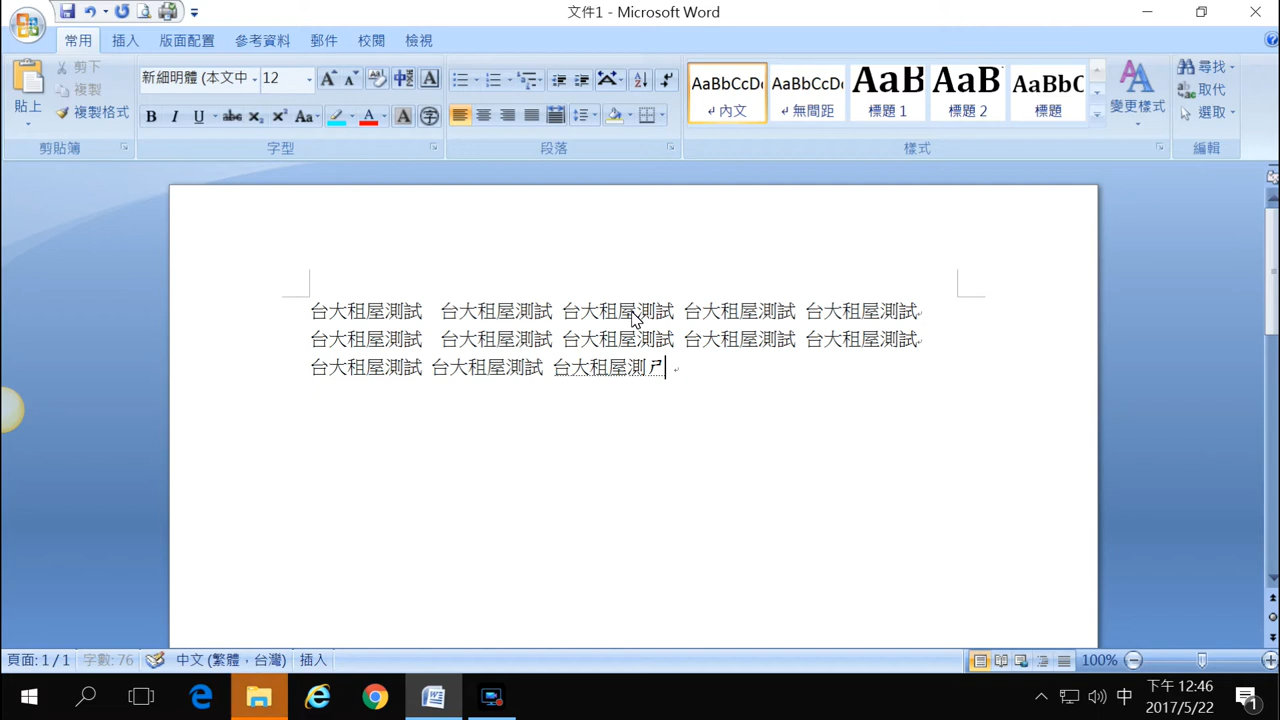 文件1 - Microsoft Word
常用 插入 版面配置 參考資料 郵件 校閱 檢視
貼上 剪下 複製 複製格式
剪貼簿
新細明體 (本文中 12
字型
段落
AaBbCcDd AaBbCcDd AaB AaB AaBbC
內文 無間距 標題 1 標題 2 標題
變更樣式
樣式
尋找
取代
選取
編輯
台大租屋測試 台大租屋測試 台大租屋測試 台大租屋測試 台大租屋測試
台大租屋測試 台大租屋測試 台大租屋測試 台大租屋測試 台大租屋測試
台大租屋測試 台大租屋測試 台大租屋測ㄕ
頁面: 1 / 1 字數: 76 中文 (繁體，台灣) 插入 100%
中 下午 12:46
2017/5/22
1